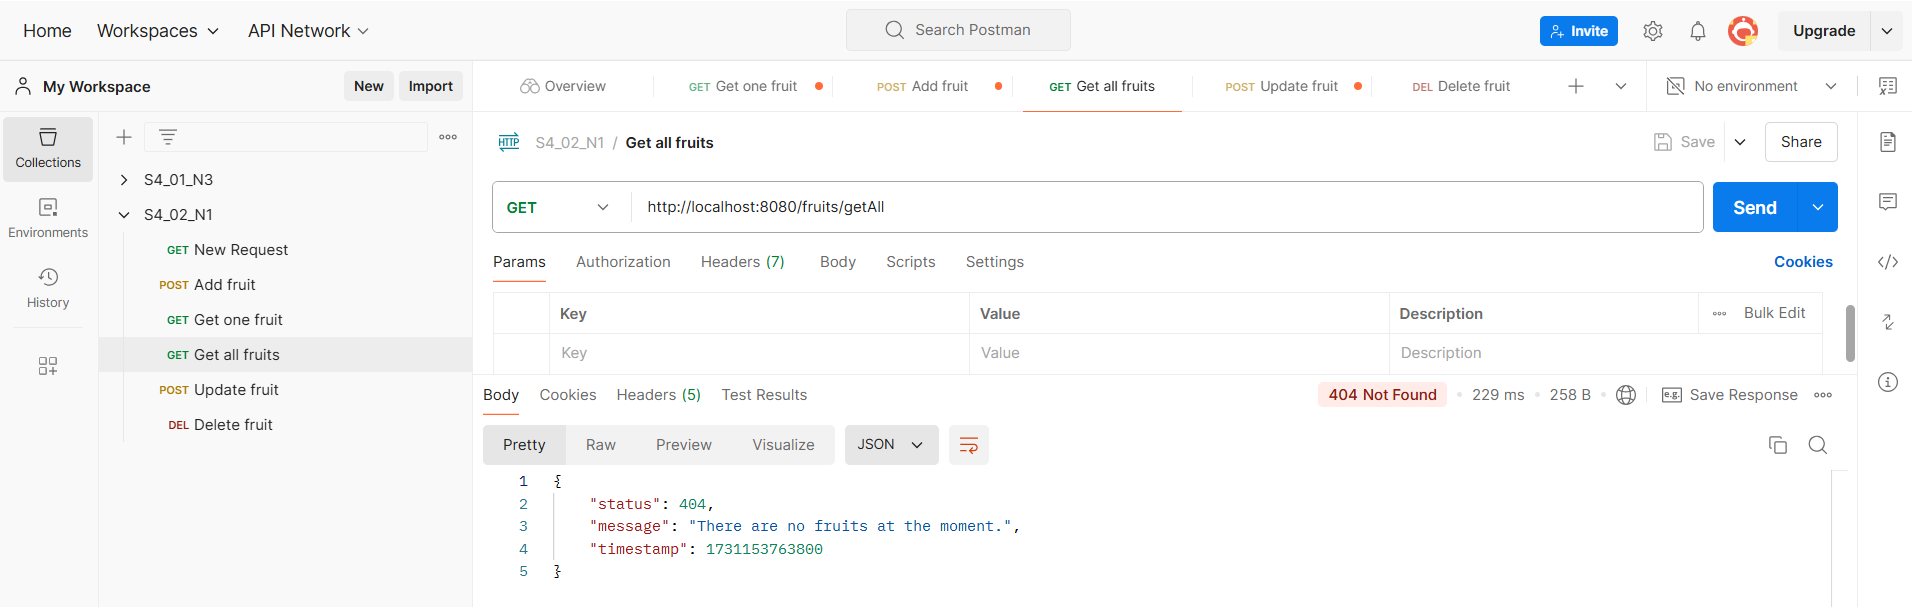 Home Workspaces API Network Search Postman Invite Upgrade
My Workspace New Import Overview GET Get one fruit POST Add fruit GET Get all fruits POST Update fruit DEL Delete fruit No environment
Collections
Environments
History
S4_01_N3
S4_02_N1
GET New Request
POST Add fruit
GET Get one fruit
GET Get all fruits
POST Update fruit
DEL Delete fruit
HTTP S4_02_N1 / Get all fruits Save Share
GET http://localhost:8080/fruits/getAll Send
Params Authorization Headers (7) Body Scripts Settings Cookies
Key Value Description Bulk Edit
Key Value Description
Body Cookies Headers (5) Test Results 404 Not Found 229 ms 258 B e.g. Save Response
Pretty Raw Preview Visualize JSON
1 {
2 "status": 404,
3 "message": "There are no fruits at the moment.",
4 "timestamp": 1731153763800
5 }